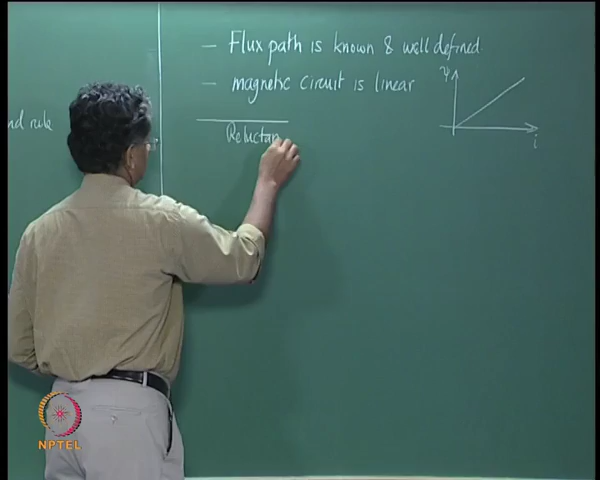 nd rule
— Flux path is known & well defined.
— magnetic circuit is linear
ψ
i
Reluctan
NPTEL